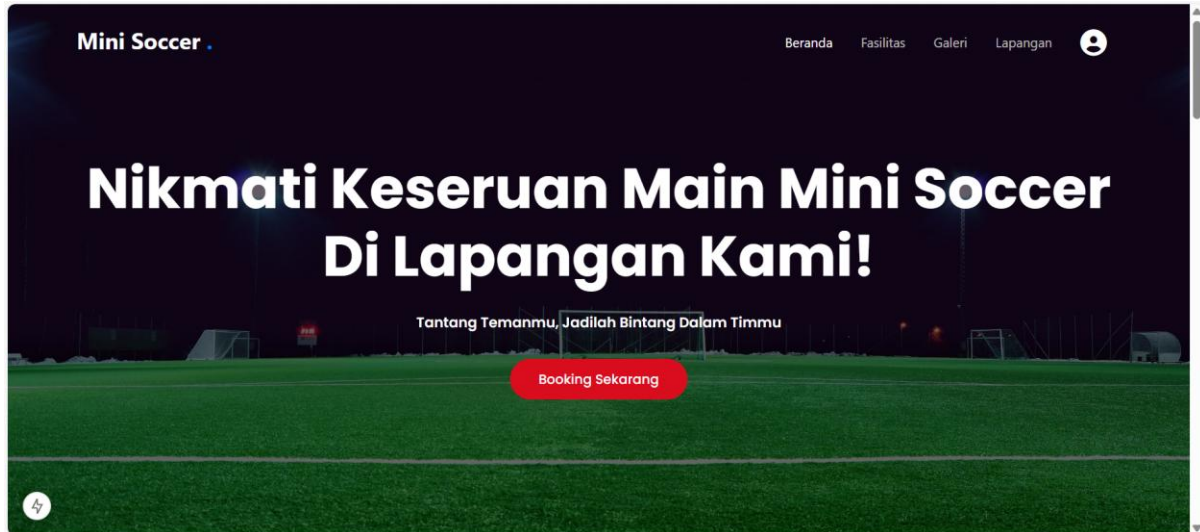 Mini Soccer .
Beranda Fasilitas Galeri Lapangan
Nikmati Keseruan Main Mini Soccer
Di Lapangan Kami!
Tantang Temanmu, Jadilah Bintang Dalam Timmu
Booking Sekarang